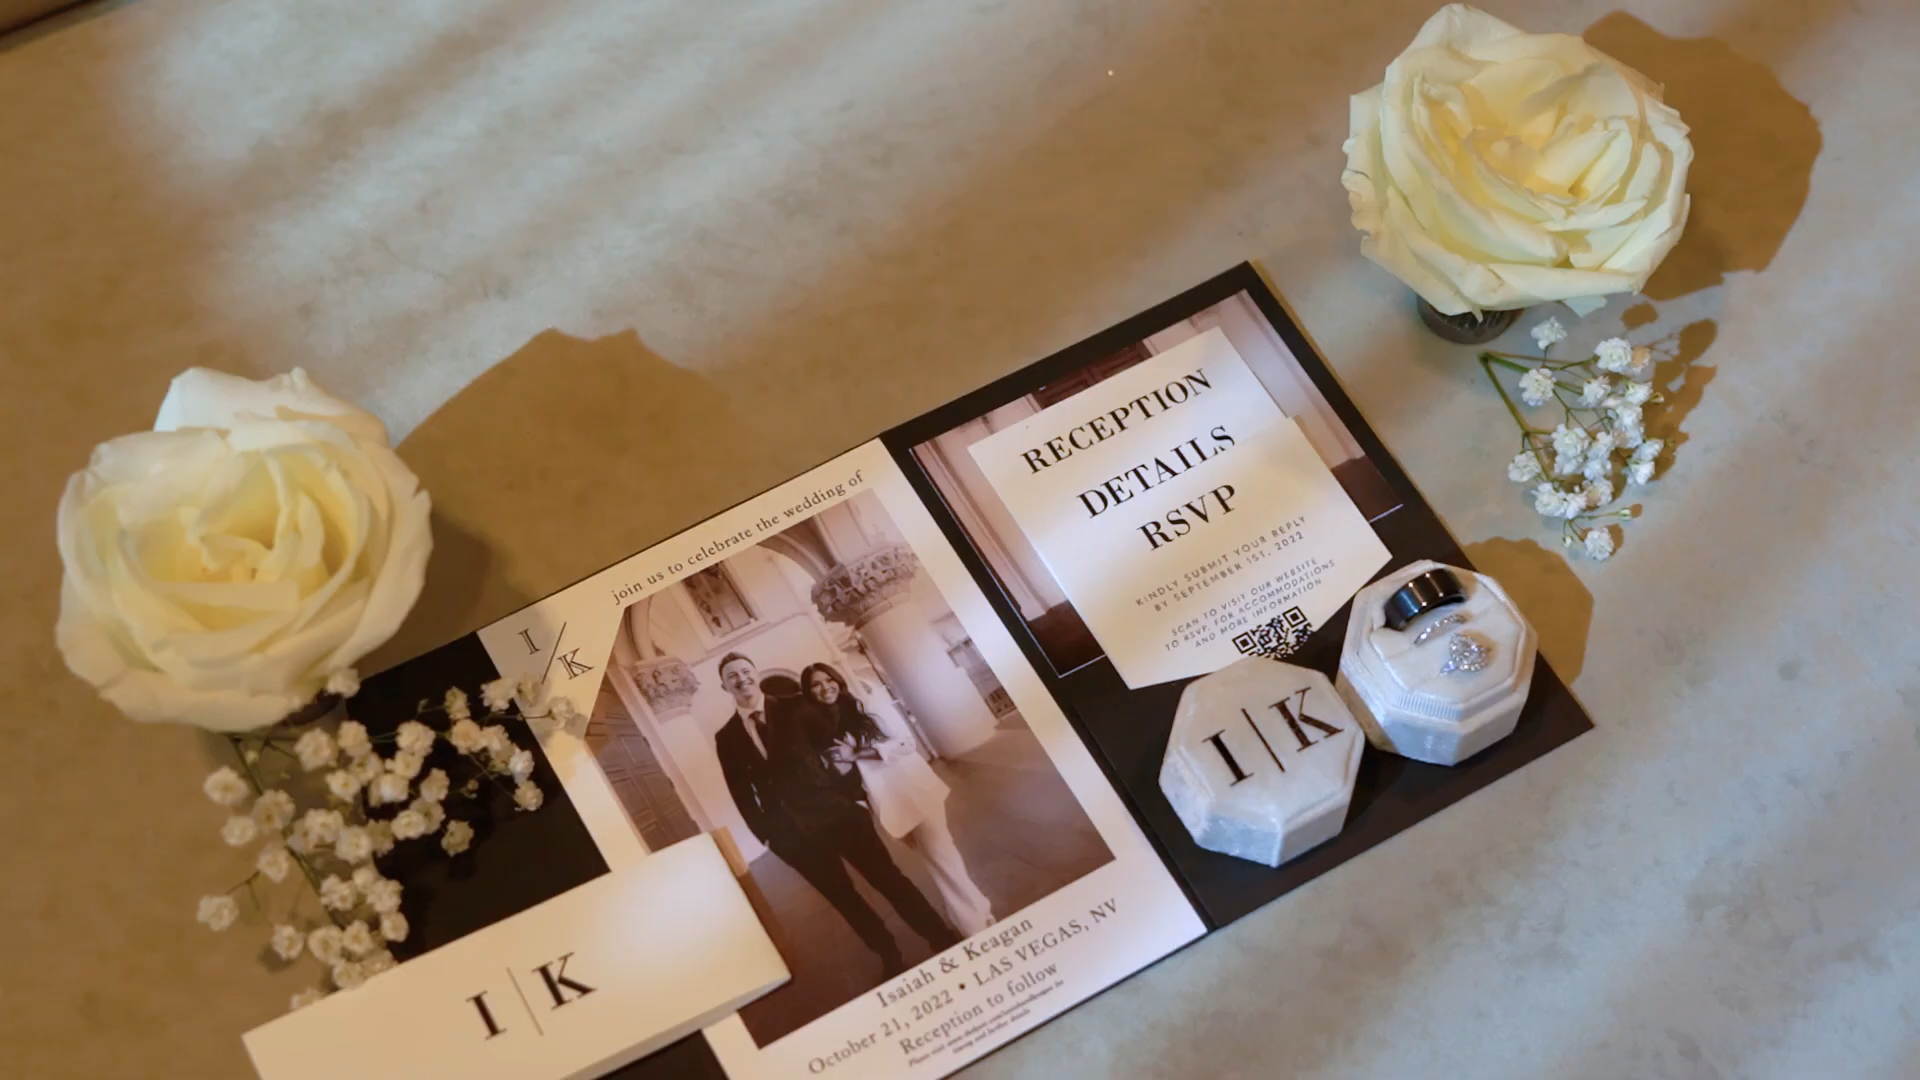 join us to celebrate the wedding of
I
K
Isaiah & Keagan
October 21, 2022 • LAS VEGAS, NV
Reception to follow
I|K
RECEPTION
DETAILS
RSVP
KINDLY SUBMIT YOUR REPLY
BY SEPTEMBER 1ST, 2022
SCAN TO VISIT OUR WEBSITE
TO RSVP, FOR ACCOMMODATIONS
AND MORE INFORMATION
I|K